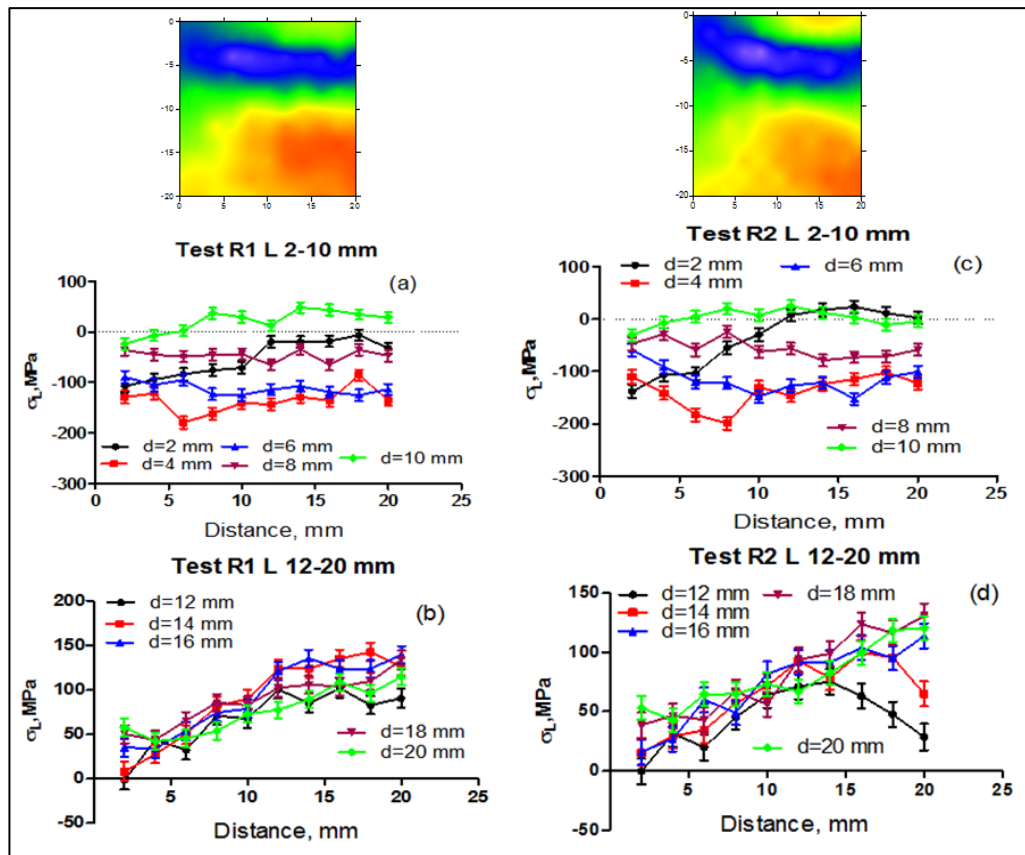 0
-5
-10
-15
-20
0 5 10 15 20
0
-5
-10
-15
-20
0 5 10 15 20
Test R1 L 2-10 mm
(a)
100
0
-100
-200
-300
σL,MPa
d=2 mm
d=4 mm
d=6 mm
d=8 mm
d=10 mm
0 5 10 15 20 25
Distance, mm
Test R2 L 2-10 mm
d=2 mm
d=4 mm
d=6 mm
(c)
100
0
-100
-200
-300
σL,MPa
d=8 mm
d=10 mm
0 5 10 15 20 25
Distance, mm
Test R1 L 12-20 mm
d=12 mm
d=14 mm
d=16 mm
(b)
200
150
100
50
0
-50
σL,MPa
d=18 mm
d=20 mm
5 10 15 20 25
Distance, mm
Test R2 L 12-20 mm
d=12 mm
d=14 mm
d=16 mm
d=18 mm
(d)
150
100
50
0
-50
σL,MPa
d=20 mm
5 10 15 20 25
Distance, mm